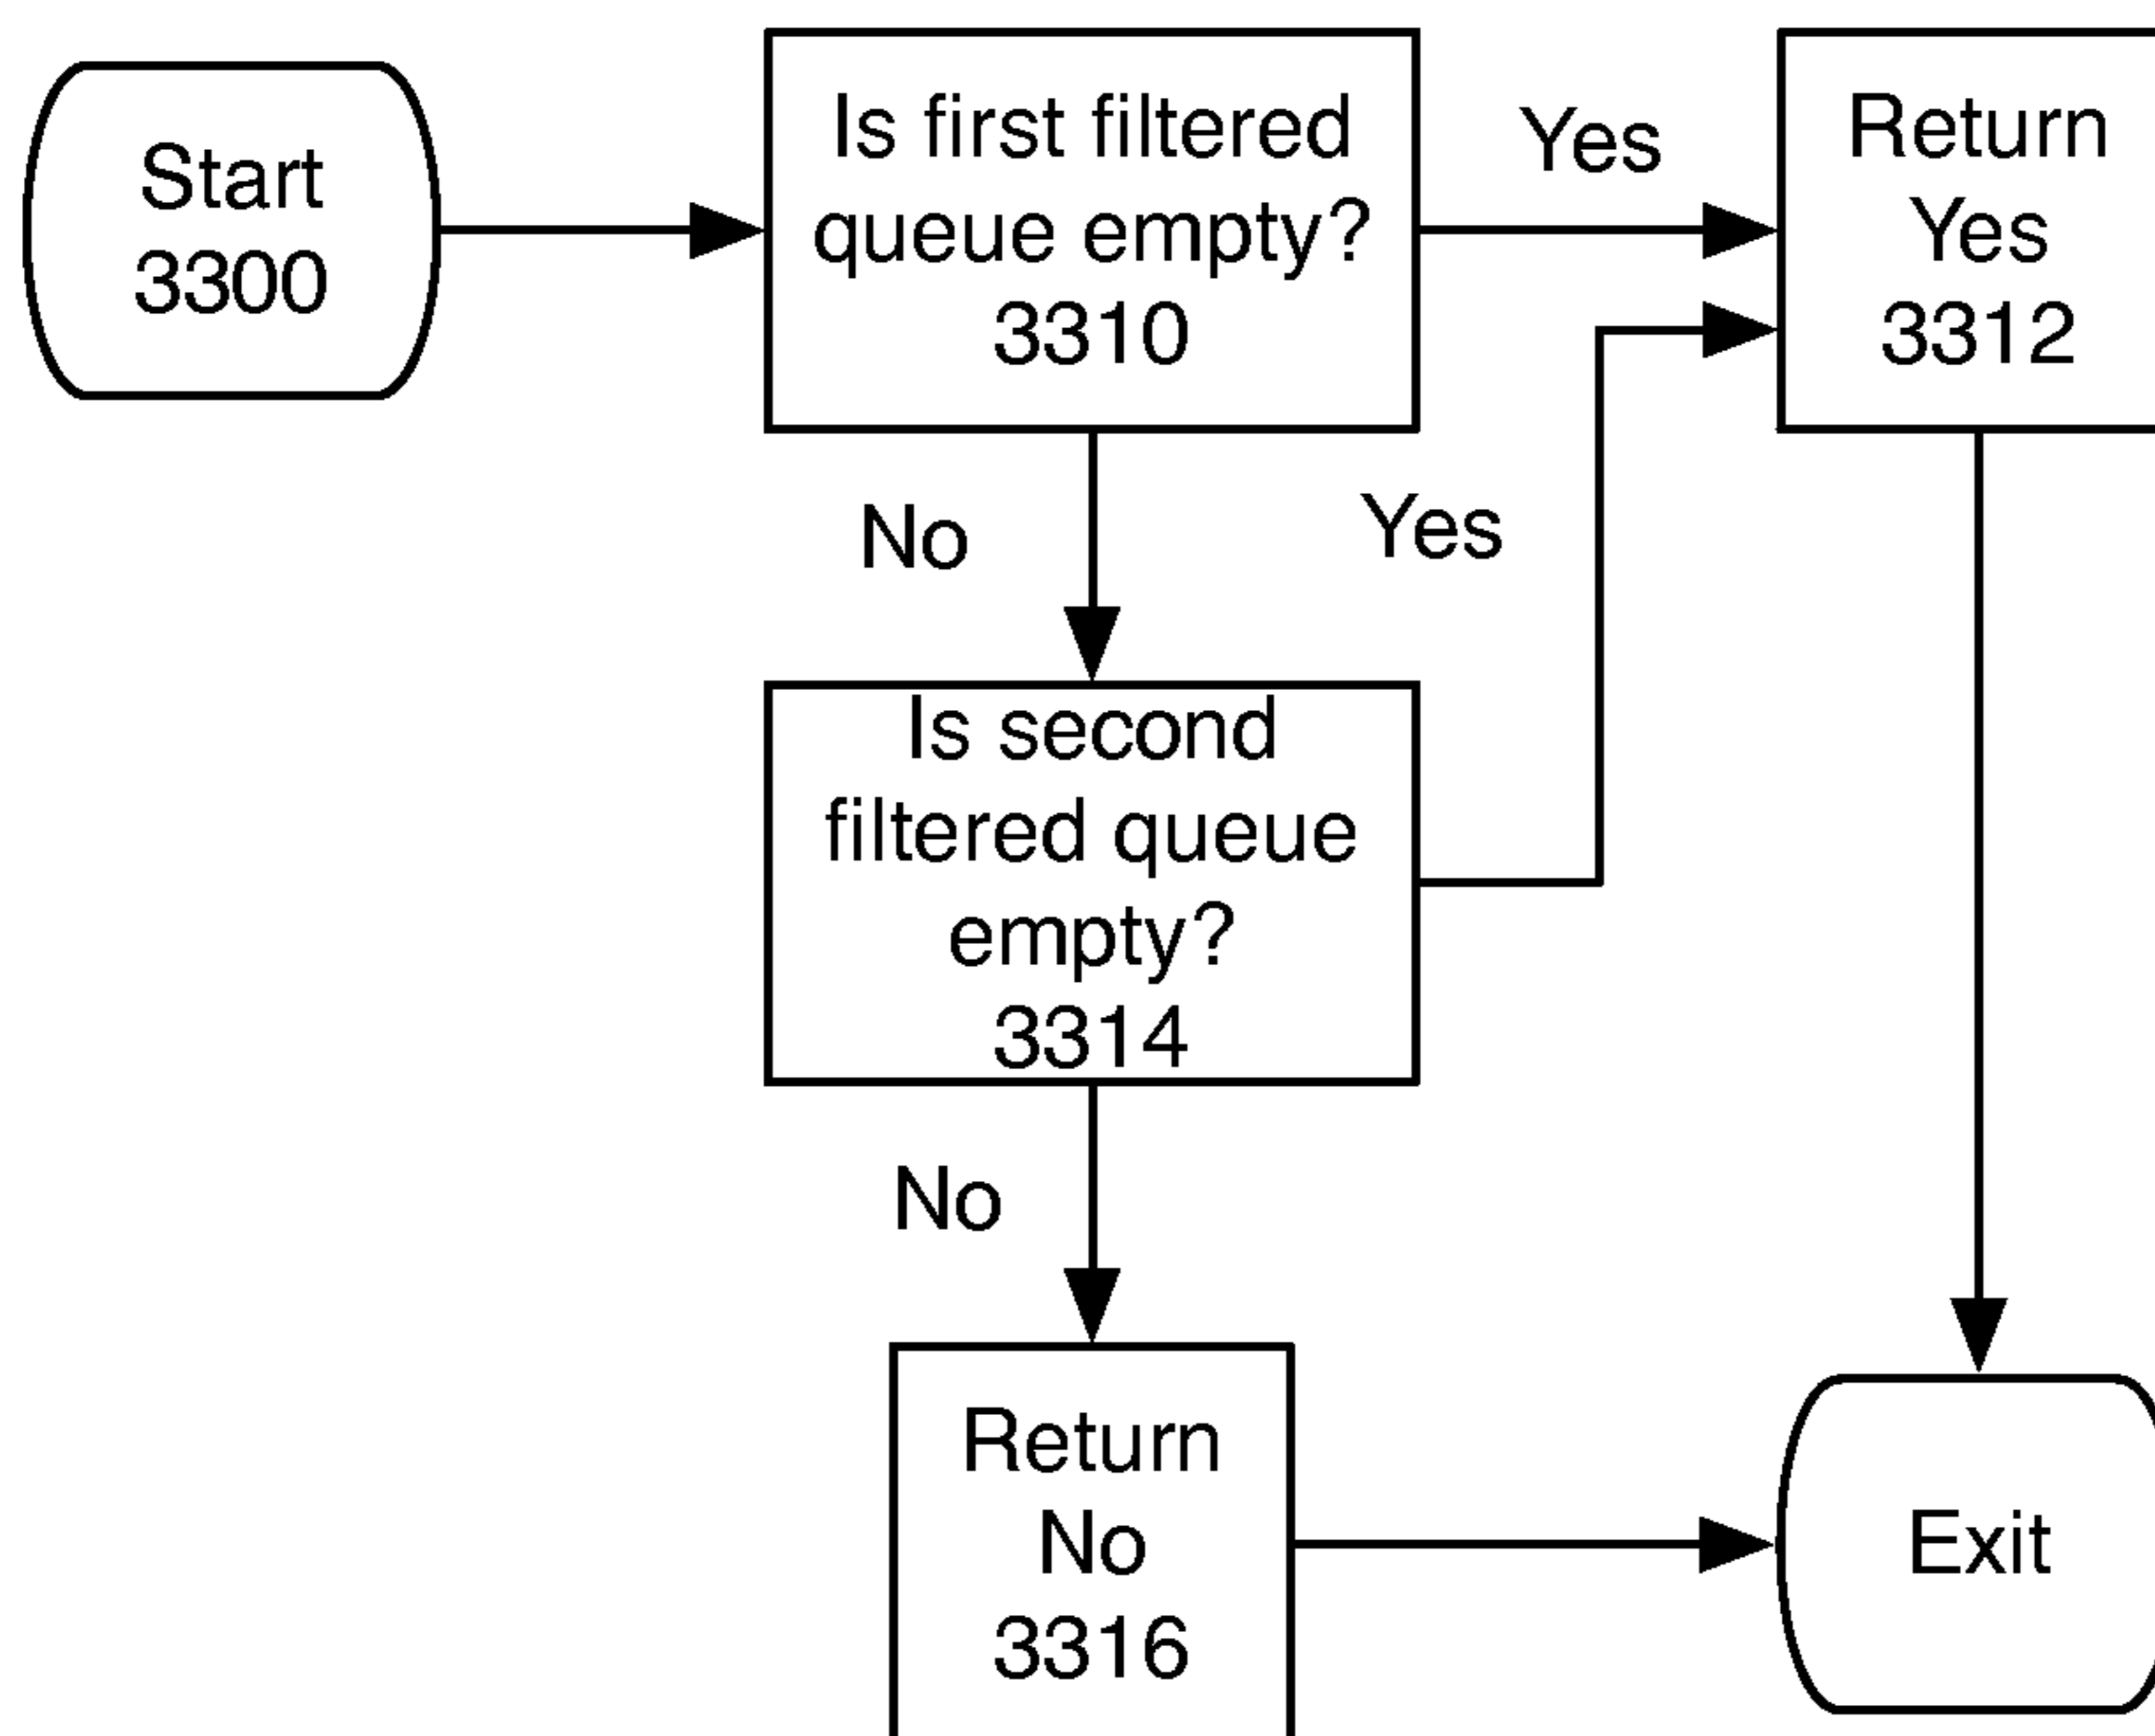 Start
3300
Is first filtered
queue empty?
3310
Yes
Return
Yes
3312
No
Yes
Is second
filtered queue
empty?
3314
No
Return
No
3316
Exit